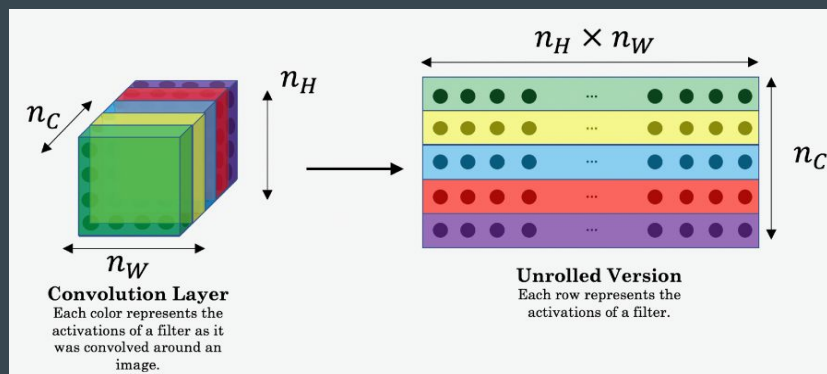 n_C
n_H
n_W
Convolution Layer
Each color represents the
activations of a filter as it
was convolved around an
image.
n_H × n_W
...
...
...
...
...
n_C
Unrolled Version
Each row represents the
activations of a filter.